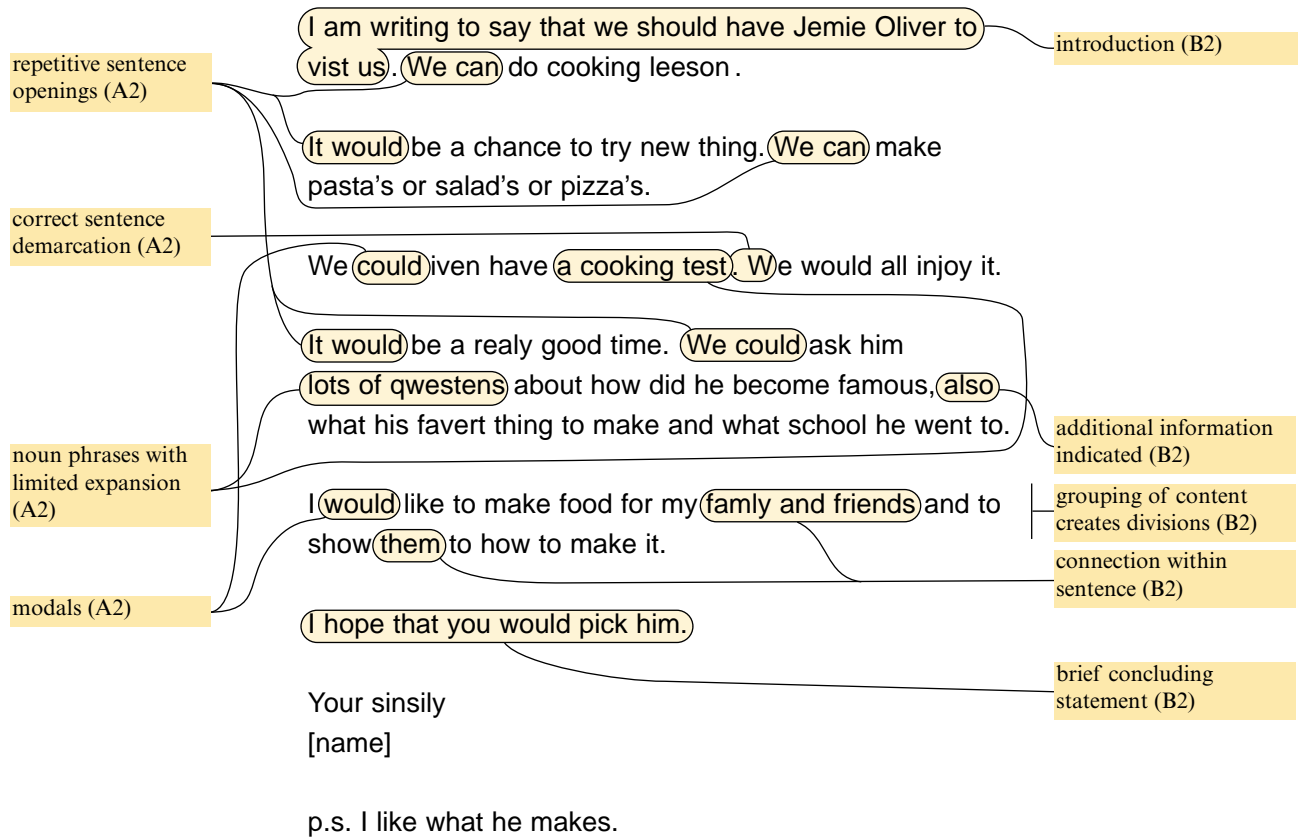 I am writing to say that we should have Jemie Oliver to
vist us. We can do cooking leeson .
It would be a chance to try new thing. We can make
pasta's or salad's or pizza's.
We could iven have a cooking test. We would all injoy it.
It would be a realy good time. We could ask him
lots of qwestens about how did he become famous, also
what his favert thing to make and what school he went to.
I would like to make food for my famly and friends and to
show them to how to make it.
I hope that you would pick him.
Your sinsily
[name]
p.s. I like what he makes.
repetitive sentence
openings (A2)
correct sentence
demarcation (A2)
noun phrases with
limited expansion
(A2)
modals (A2)
introduction (B2)
additional information
indicated (B2)
grouping of content
creates divisions (B2)
connection within
sentence (B2)
brief concluding
statement (B2)